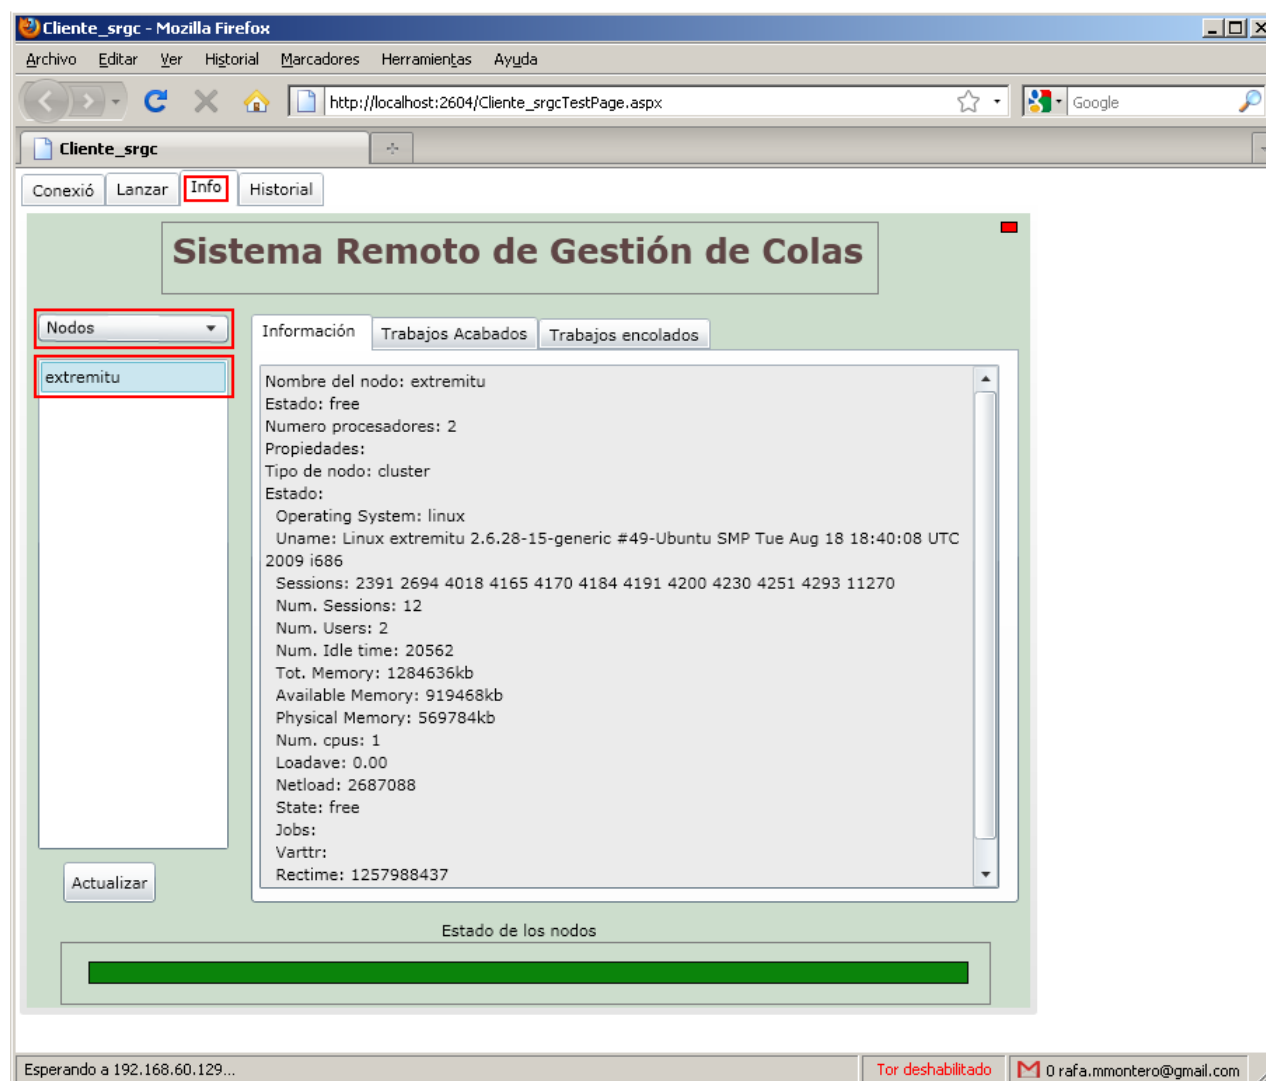 Cliente_srgc - Mozilla Firefox
Archivo Editar Ver Historial Marcadores Herramientas Ayuda
http://localhost:2604/Cliente_srgcTestPage.aspx Google
Cliente_srgc
Conexió Lanzar Info Historial
Sistema Remoto de Gestión de Colas
Nodos
extremitu
Actualizar
Información Trabajos Acabados Trabajos encolados
Nombre del nodo: extremitu
Estado: free
Numero procesadores: 2
Propiedades:
Tipo de nodo: cluster
Estado:
Operating System: linux
Uname: Linux extremitu 2.6.28-15-generic #49-Ubuntu SMP Tue Aug 18 18:40:08 UTC
2009 i686
Sessions: 2391 2694 4018 4165 4170 4184 4191 4200 4230 4251 4293 11270
Num. Sessions: 12
Num. Users: 2
Num. Idle time: 20562
Tot. Memory: 1284636kb
Available Memory: 919468kb
Physical Memory: 569784kb
Num. cpus: 1
Loadave: 0.00
Netload: 2687088
State: free
Jobs:
Varttr:
Rectime: 1257988437
Estado de los nodos
Esperando a 192.168.60.129... Tor deshabilitado 0 rafa.mmontero@gmail.com